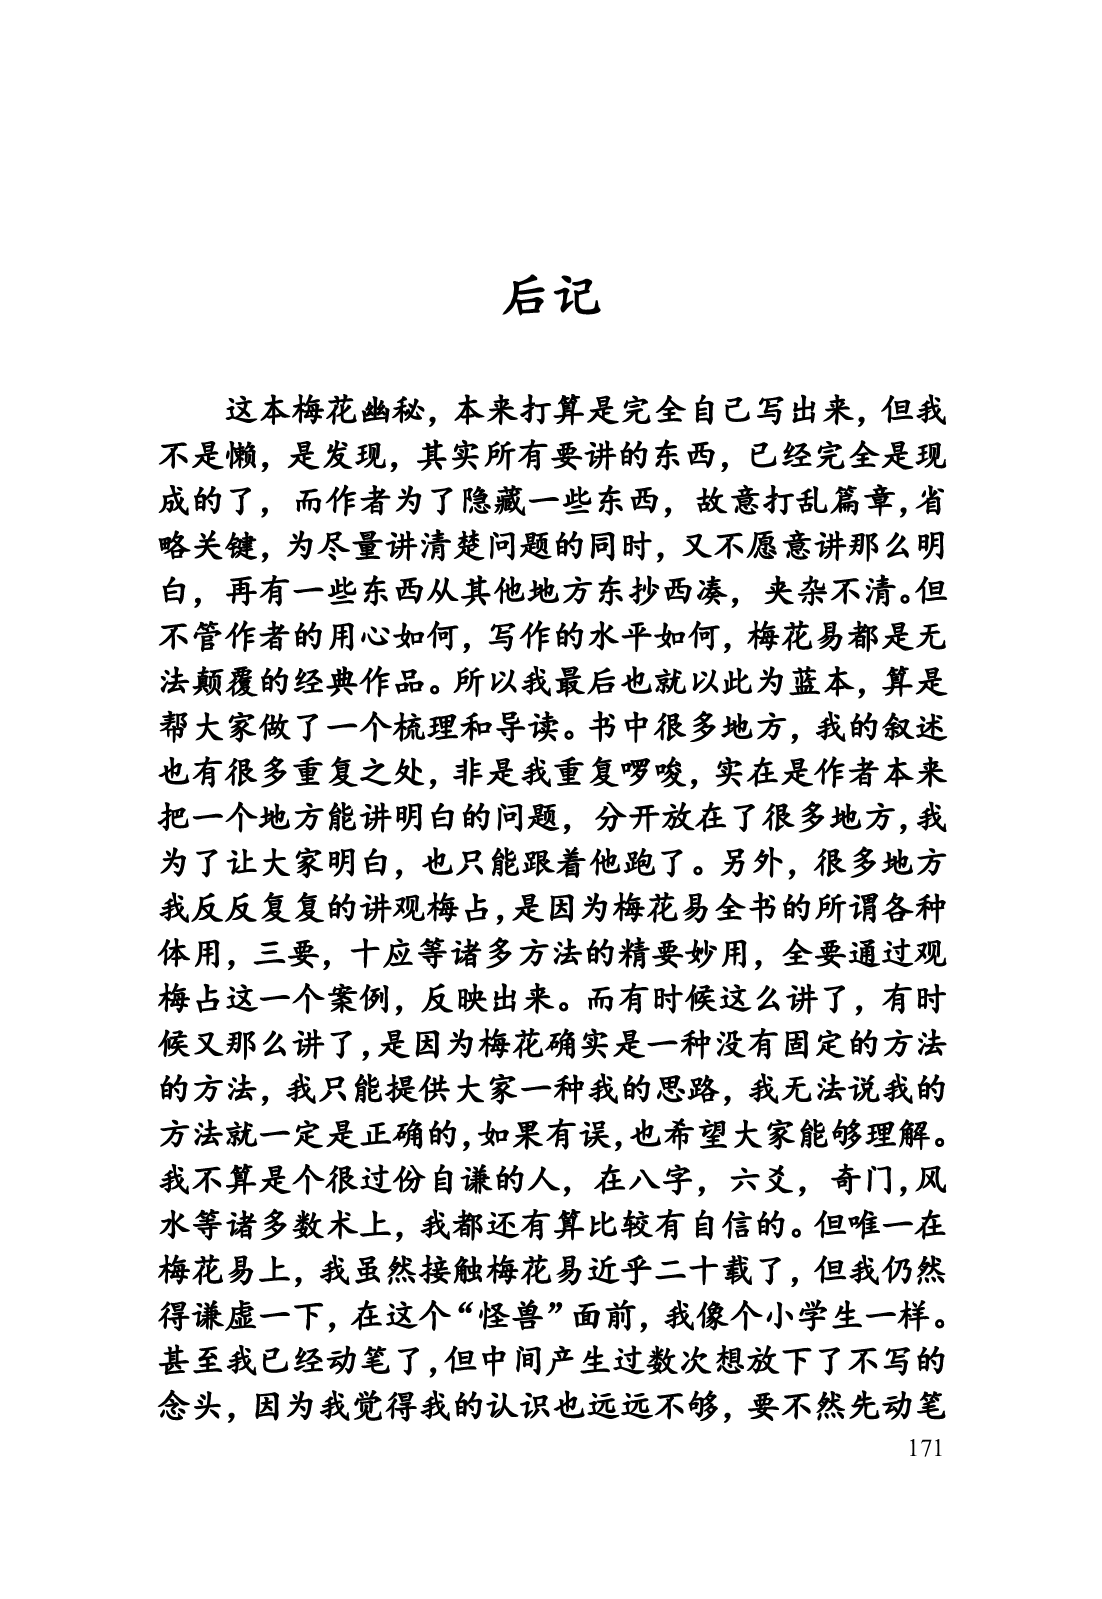 后记
这本梅花幽秘，本来打算是完全自己写出来，但我
不是懒，是发现，其实所有要讲的东西，已经完全是现
成的了，而作者为了隐藏一些东西，故意打乱篇章，省
略关键，为尽量讲清楚问题的同时，又不愿意讲那么明
白，再有一些东西从其他地方东抄西凑，夹杂不清。但
不管作者的用心如何，写作的水平如何，梅花易都是无
法颠覆的经典作品。所以我最后也就以此为蓝本，算是
帮大家做了一个梳理和导读。书中很多地方，我的叙述
也有很多重复之处，非是我重复啰唆，实在是作者本来
把一个地方能讲明白的问题，分开放在了很多地方，我
为了让大家明白，也只能跟着他跑了。另外，很多地方
我反反复复的讲观梅占，是因为梅花易全书的所谓各种
体用，三要，十应等诸多方法的精要妙用，全要通过观
梅占这一个案例，反映出来。而有时候这么讲了，有时
候又那么讲了，是因为梅花确实是一种没有固定的方法
的方法，我只能提供大家一种我的思路，我无法说我的
方法就一定是正确的，如果有误，也希望大家能够理解。
我不算是个很过份自谦的人，在八字，六爻，奇门，风
水等诸多数术上，我都还有算比较有自信的。但唯一在
梅花易上，我虽然接触梅花易近乎二十载了，但我仍然
得谦虚一下，在这个“怪兽”面前，我像个小学生一样。
甚至我已经动笔了，但中间产生过数次想放下了不写的
念头，因为我觉得我的认识也远远不够，要不然先动笔
171